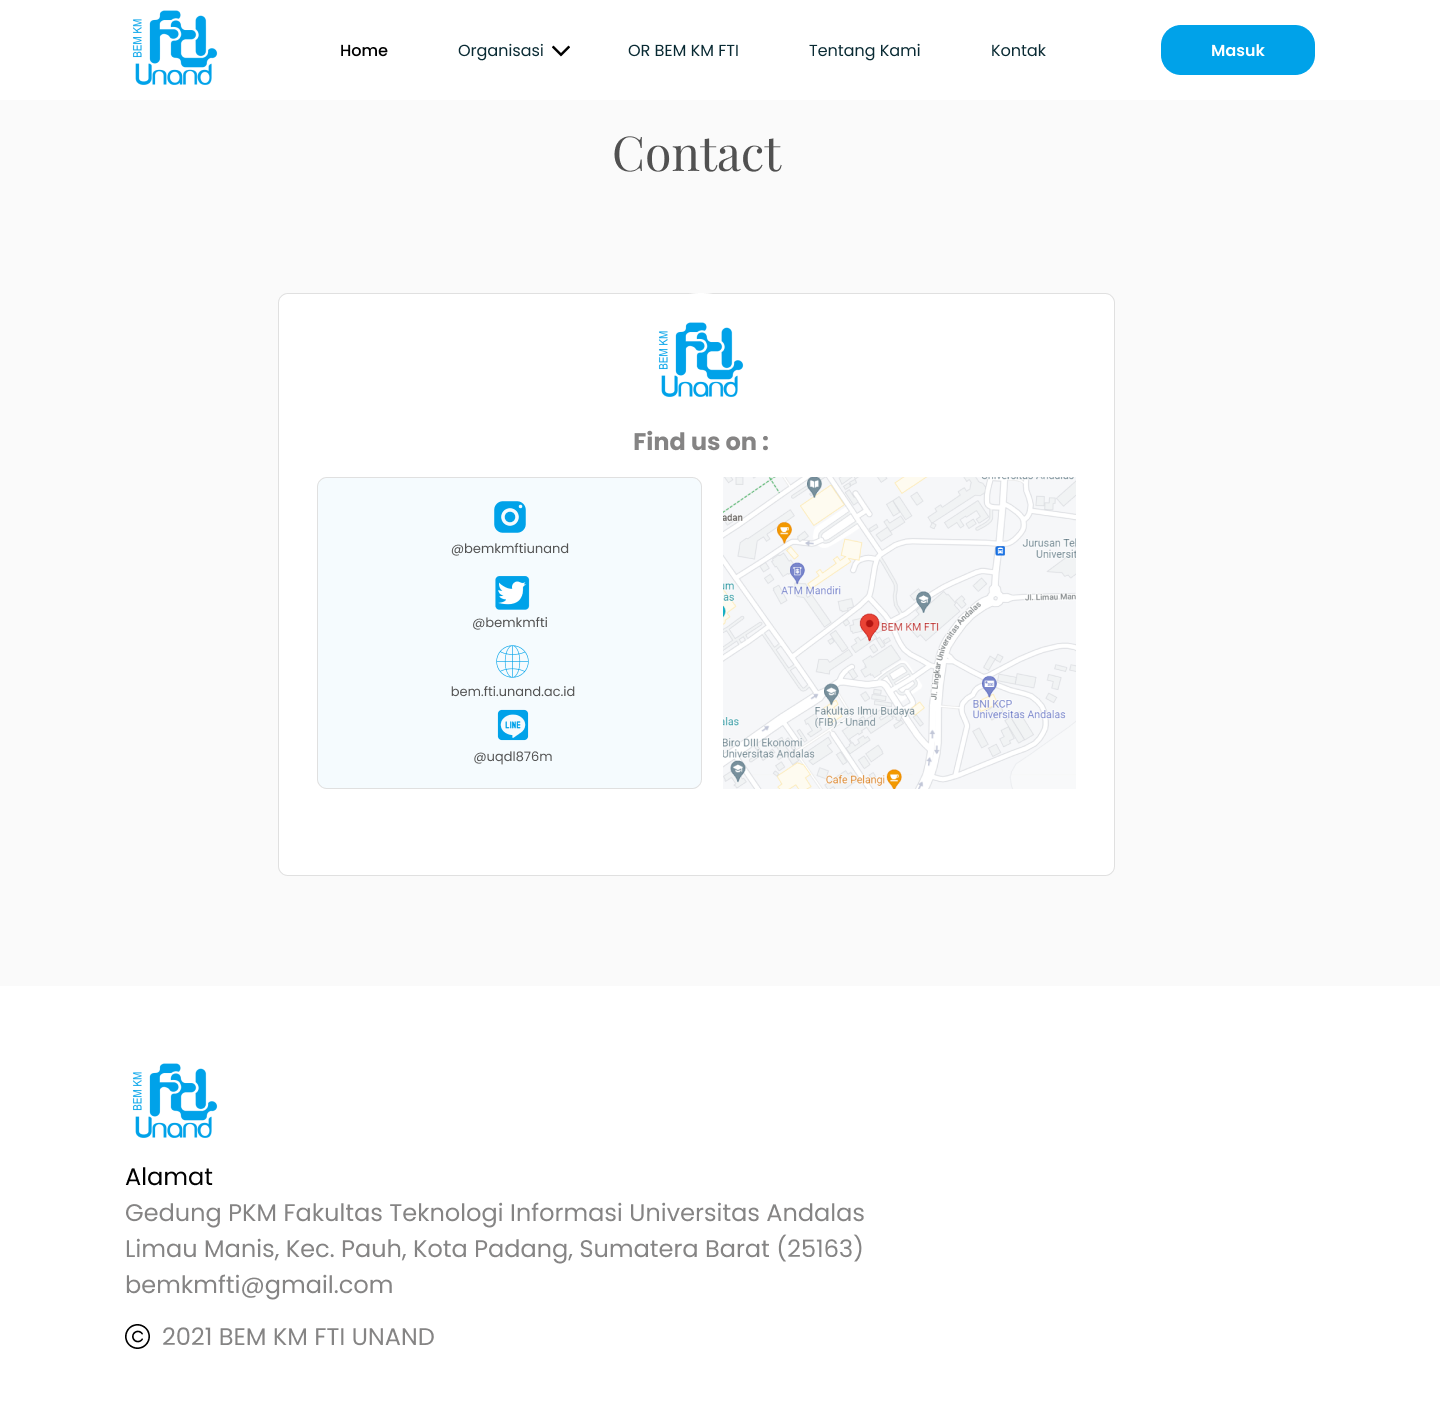 BEM KM
FTI
Unand
Home
Organisasi
OR BEM KM FTI
Tentang Kami
Kontak
Masuk
Contact
BEM KM
FTI
Unand
Find us on :
@bemkmftiunand
@bemkmfti
bem.fti.unand.ac.id
LINE
@uqdl876m
Universitas Andalas
adan
Jurusan Tel
Universit
ATM Mandiri
um
as
Jl. Limau Man
BEM KM FTI
Jl. Lingkar Universitas Andalas
BNI KCP
Universitas Andalas
Fakultas Ilmu Budaya
(FIB) - Unand
las
Biro DIII Ekonomi
Universitas Andalas
Cafe Pelangi
BEM KM
FTI
Unand
Alamat
Gedung PKM Fakultas Teknologi Informasi Universitas Andalas
Limau Manis, Kec. Pauh, Kota Padang, Sumatera Barat (25163)
bemkmfti@gmail.com
© 2021 BEM KM FTI UNAND